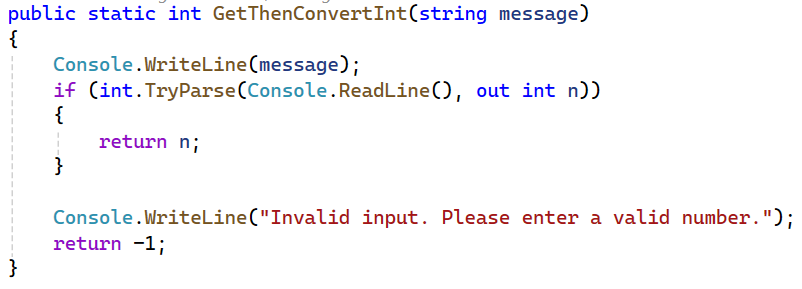 public static int GetThenConvertInt(string message)
{
    Console.WriteLine(message);
    if (int.TryParse(Console.ReadLine(), out int n))
    {
        return n;
    }

    Console.WriteLine("Invalid input. Please enter a valid number.");
    return -1;
}